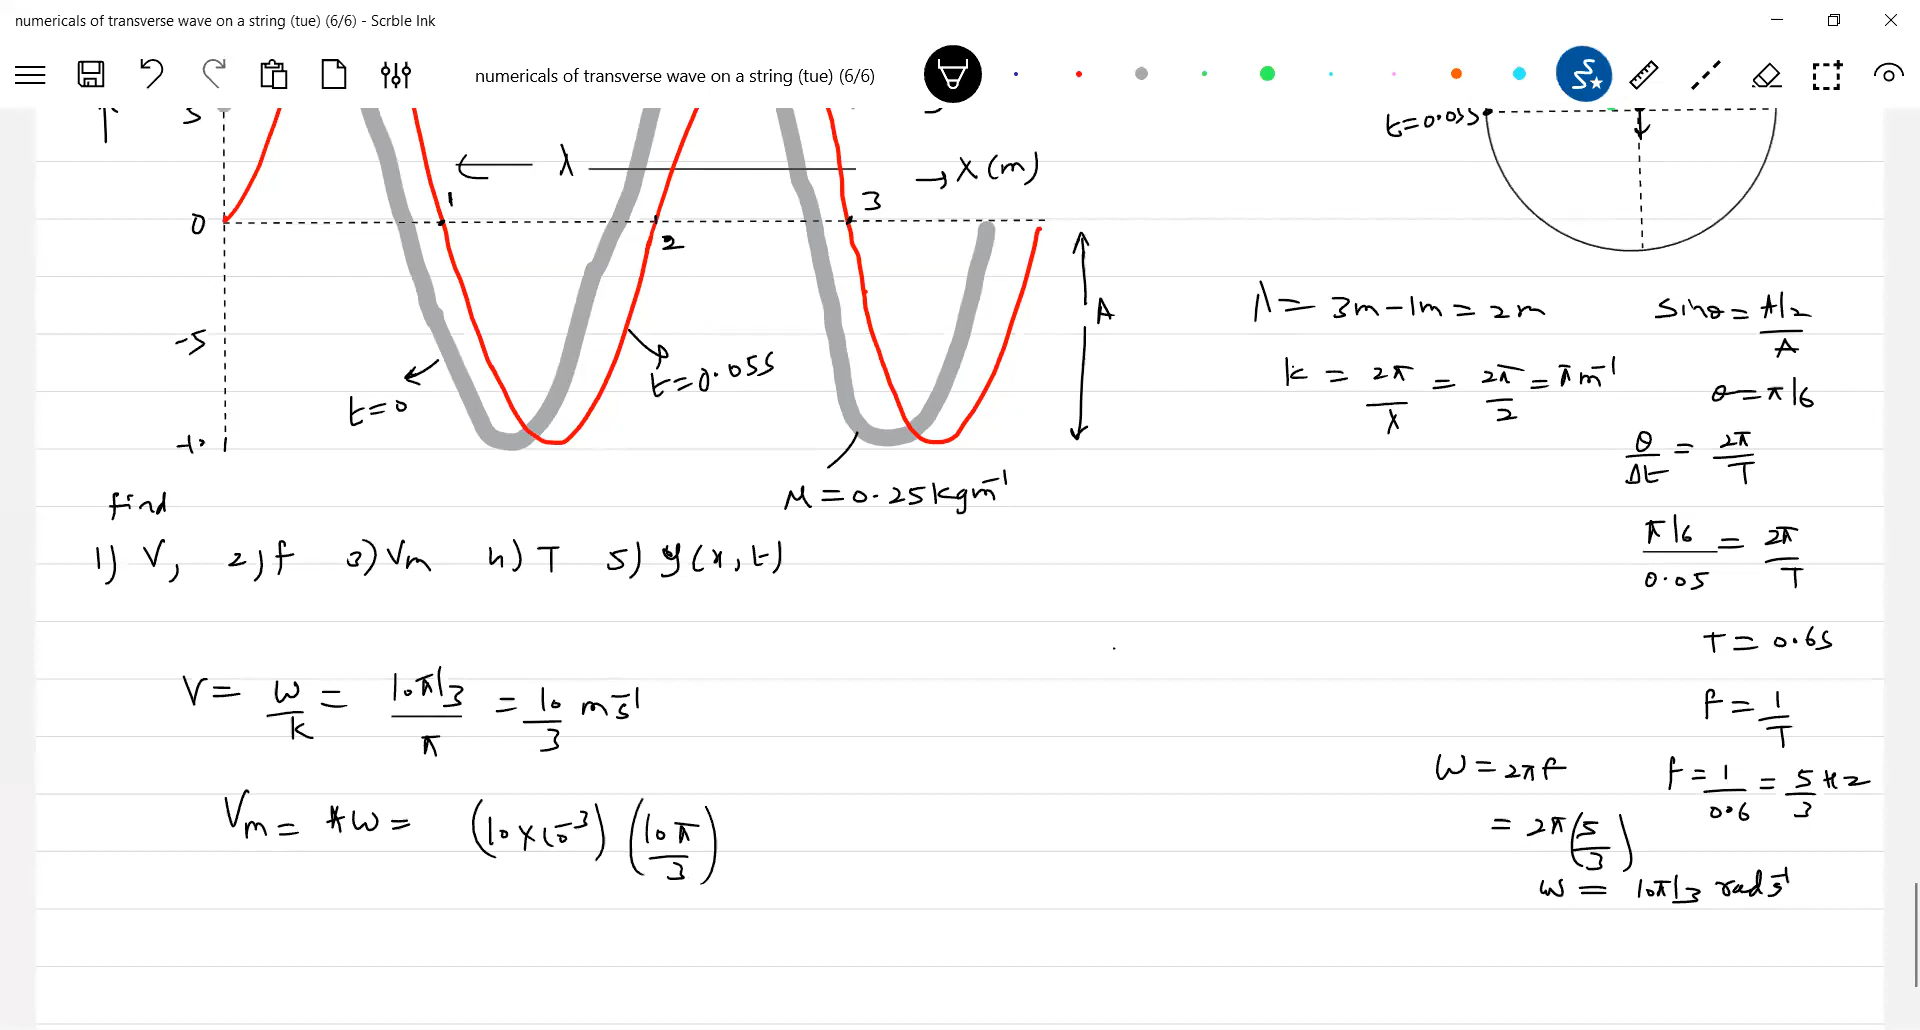 numericals of transverse wave on a string (tue) (6/6) - Scrble Ink
numericals of transverse wave on a string (tue) (6/6)
5
t=0.05s
λ
→ x (m)
1
3
0
2
A
-5
t=0.05s
t=0
-10
μ = 0.25 kgm⁻¹
find
1) V, 2) f 3) Vm 4) T 5) y(x,t)
V = ω/k = (10π/3)/π = 10/3 ms⁻¹
Vm = Aω = (10×10⁻³) (10π/3)
λ = 3m-1m = 2m
k = 2π/λ = 2π/2 = π m⁻¹
sinθ = (A/2)/A
θ = π/6
θ/Δt = 2π/T
(π/6)/0.05 = 2π/T
T = 0.6s
f = 1/T
f = 1/0.6 = 5/3 Hz
ω = 2πf
= 2π(5/3)
ω = 10π/3 rad s⁻¹